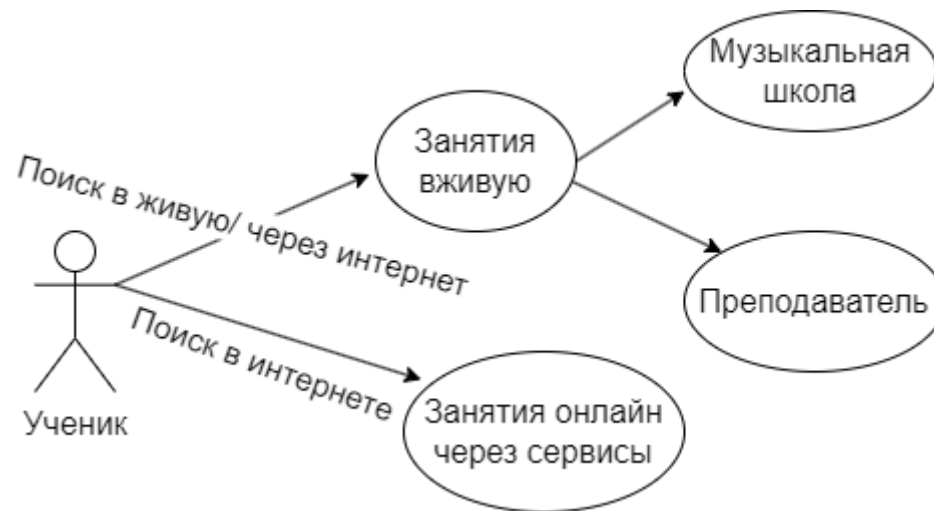 Музыкальная
школа
Занятия
вживую
Поиск в живую/ через интернет
Преподаватель
Поиск в интернете
Занятия онлайн
через сервисы
Ученик